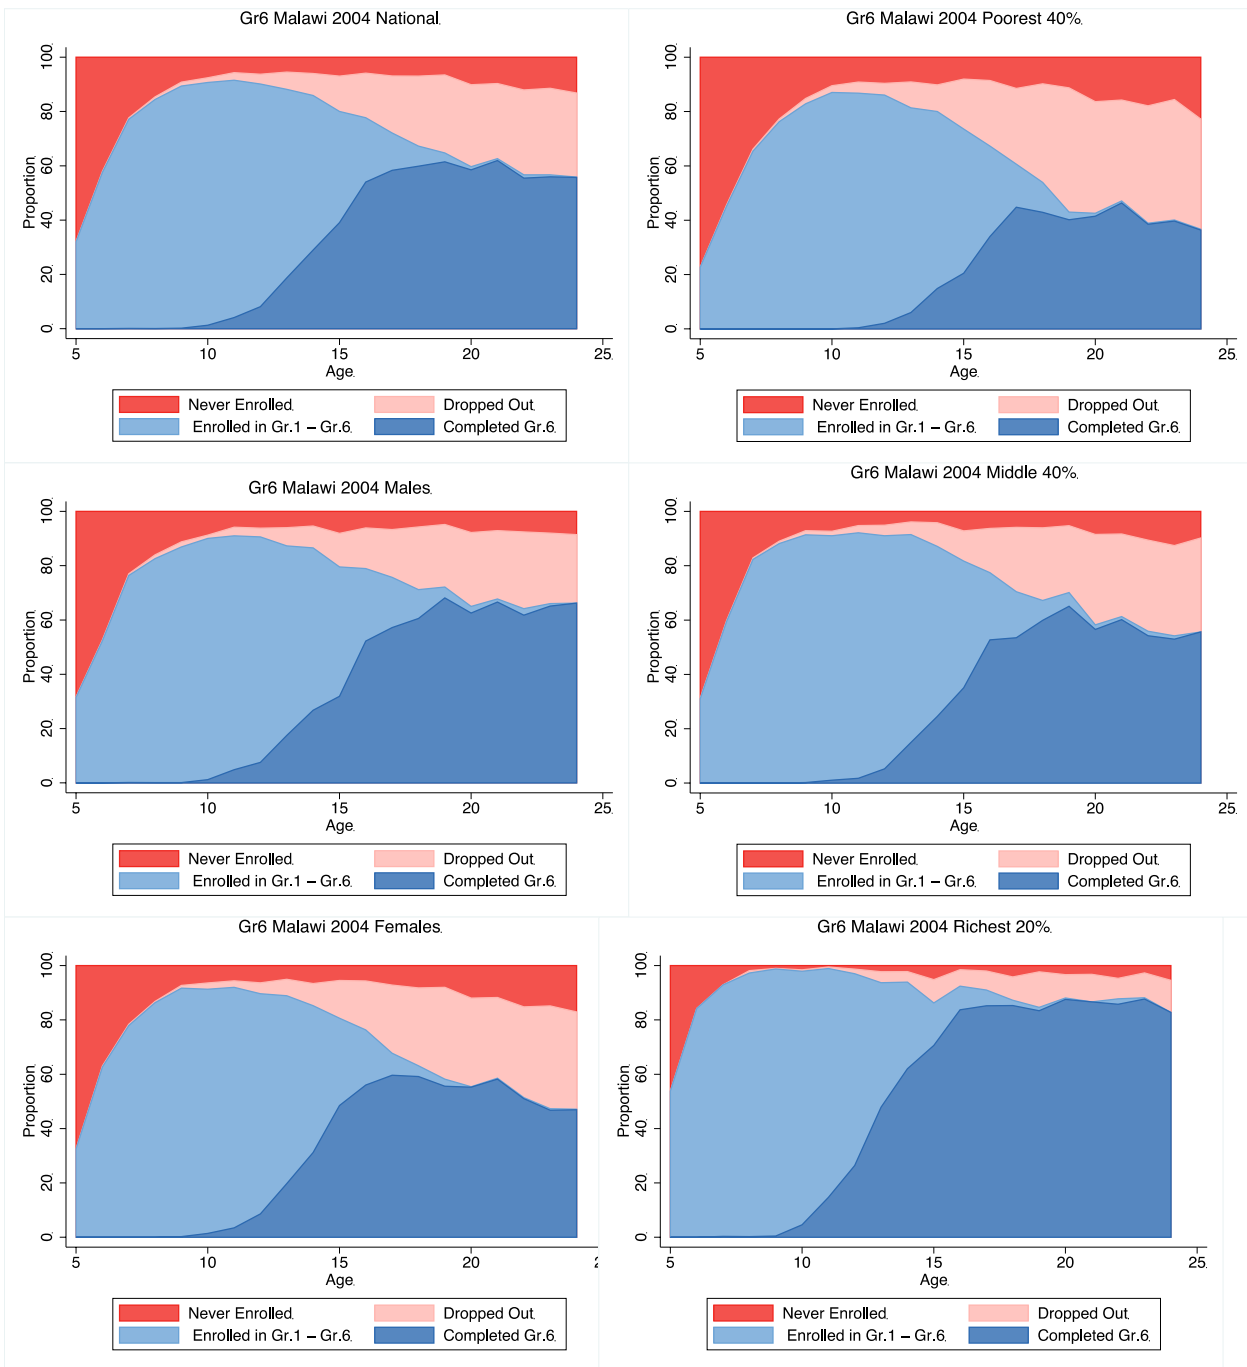 Gr6 Malawi 2004 National.
Proportion
0. 20. 40. 60. 80. 100.
5 10 15 20 25.
Age.
Never Enrolled. Dropped Out.
Enrolled in Gr.1 – Gr.6. Completed Gr.6.
Gr6 Malawi 2004 Poorest 40%.
Proportion
0. 20. 40. 60. 80. 100.
5 10 15 20 25.
Age.
Never Enrolled. Dropped Out.
Enrolled in Gr.1 – Gr.6. Completed Gr.6.
Gr6 Malawi 2004 Males.
Proportion
0. 20. 40. 60. 80. 100.
5 10 15 20 25.
Age.
Never Enrolled. Dropped Out.
Enrolled in Gr.1 – Gr.6. Completed Gr.6.
Gr6 Malawi 2004 Middle 40%.
Proportion
0. 20. 40. 60. 80. 100.
5 10 15 20 25.
Age.
Never Enrolled. Dropped Out.
Enrolled in Gr.1 – Gr.6. Completed Gr.6.
Gr6 Malawi 2004 Females.
Proportion
0. 20. 40. 60. 80. 100.
5 10 15 20
Age.
Never Enrolled. Dropped Out.
Enrolled in Gr.1 – Gr.6. Completed Gr.6.
Gr6 Malawi 2004 Richest 20%.
Proportion
0. 20. 40. 60. 80. 100.
5 10 15 20 25.
Age.
Never Enrolled. Dropped Out.
Enrolled in Gr.1 – Gr.6. Completed Gr.6.